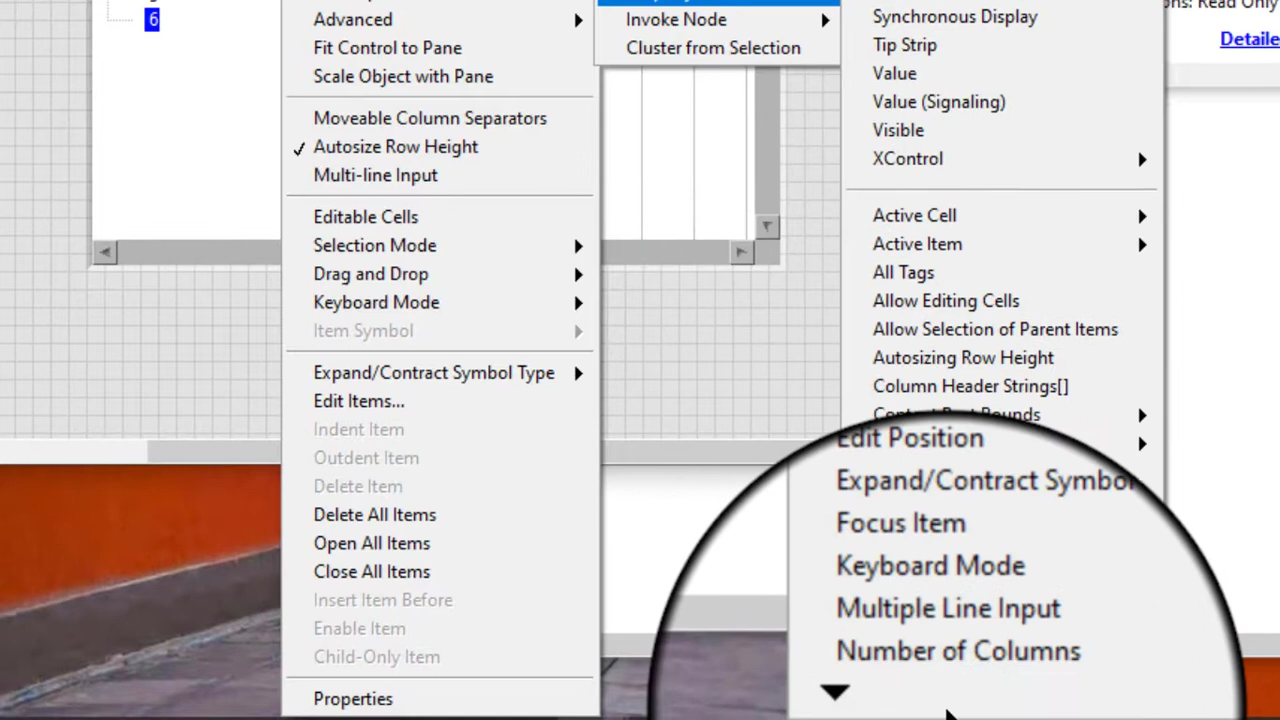 6
Advanced
Fit Control to Pane
Scale Object with Pane
Moveable Column Separators
Autosize Row Height
Multi-line Input
Editable Cells
Selection Mode
Drag and Drop
Keyboard Mode
Item Symbol
Expand/Contract Symbol Type
Edit Items...
Indent Item
Outdent Item
Delete Item
Delete All Items
Open All Items
Close All Items
Insert Item Before
Enable Item
Child-Only Item
Properties
Invoke Node
Cluster from Selection
Synchronous Display
Tip Strip
Value
Value (Signaling)
Visible
XControl
Active Cell
Active Item
All Tags
Allow Editing Cells
Allow Selection of Parent Items
Autosizing Row Height
Column Header Strings[]
Edit Position
Expand/Contract Symbol
Focus Item
Keyboard Mode
Multiple Line Input
Number of Columns
Read Only
Detaile